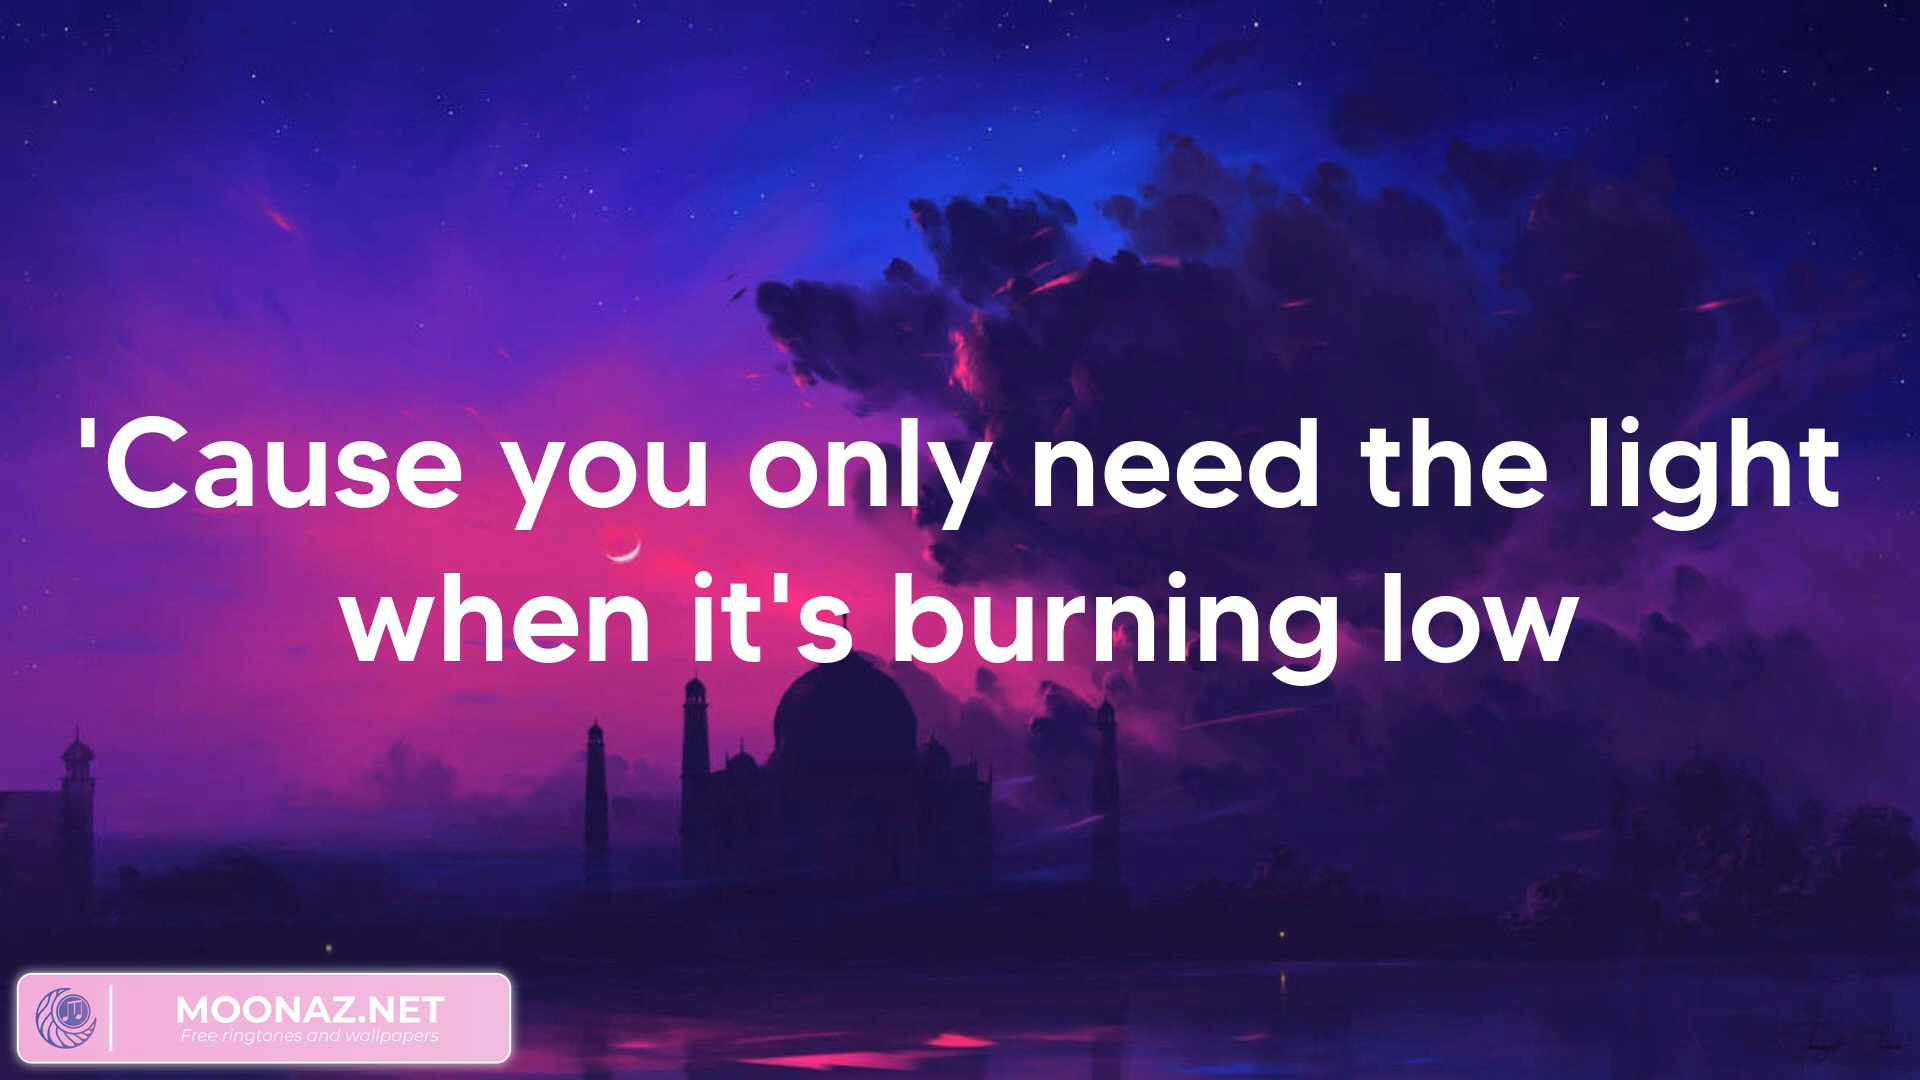 'Cause you only need the light
when it's burning low
MOONAZ.NET
Free ringtones and wallpapers